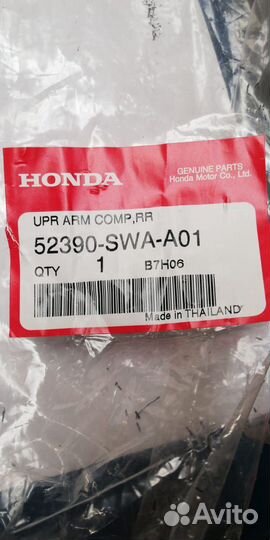 HONDA
GENUINE PARTS
Honda Motor Co., Ltd.
UPR ARM COMP,RR
52390-SWA-A01
QTY 1 B7H06
Made in THAILAND
Avito